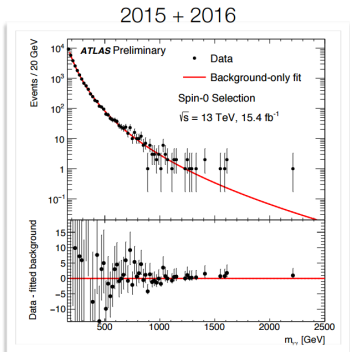 2015 + 2016
ATLAS Preliminary
Data
Background-only fit
Spin-0 Selection
√s = 13 TeV, 15.4 fb⁻¹
Events / 20 GeV
10⁴
10³
10²
10
1
10⁻¹
Data - fitted background
15
10
5
0
−5
−10
500
1000
1500
2000
2500
m [GeV]